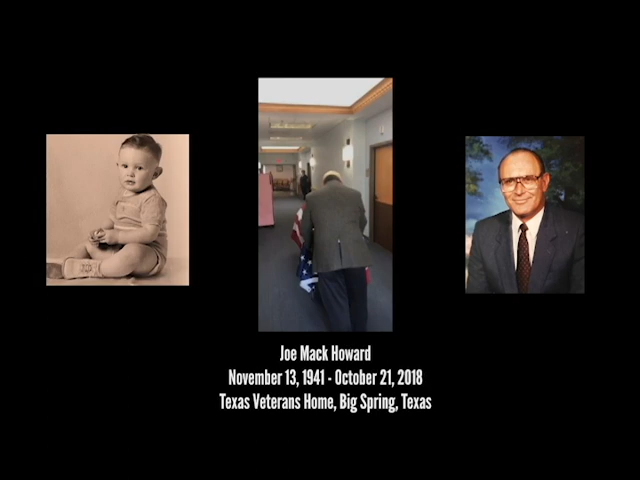 Joe Mack Howard
November 13, 1941 - October 21, 2018
Texas Veterans Home, Big Spring, Texas